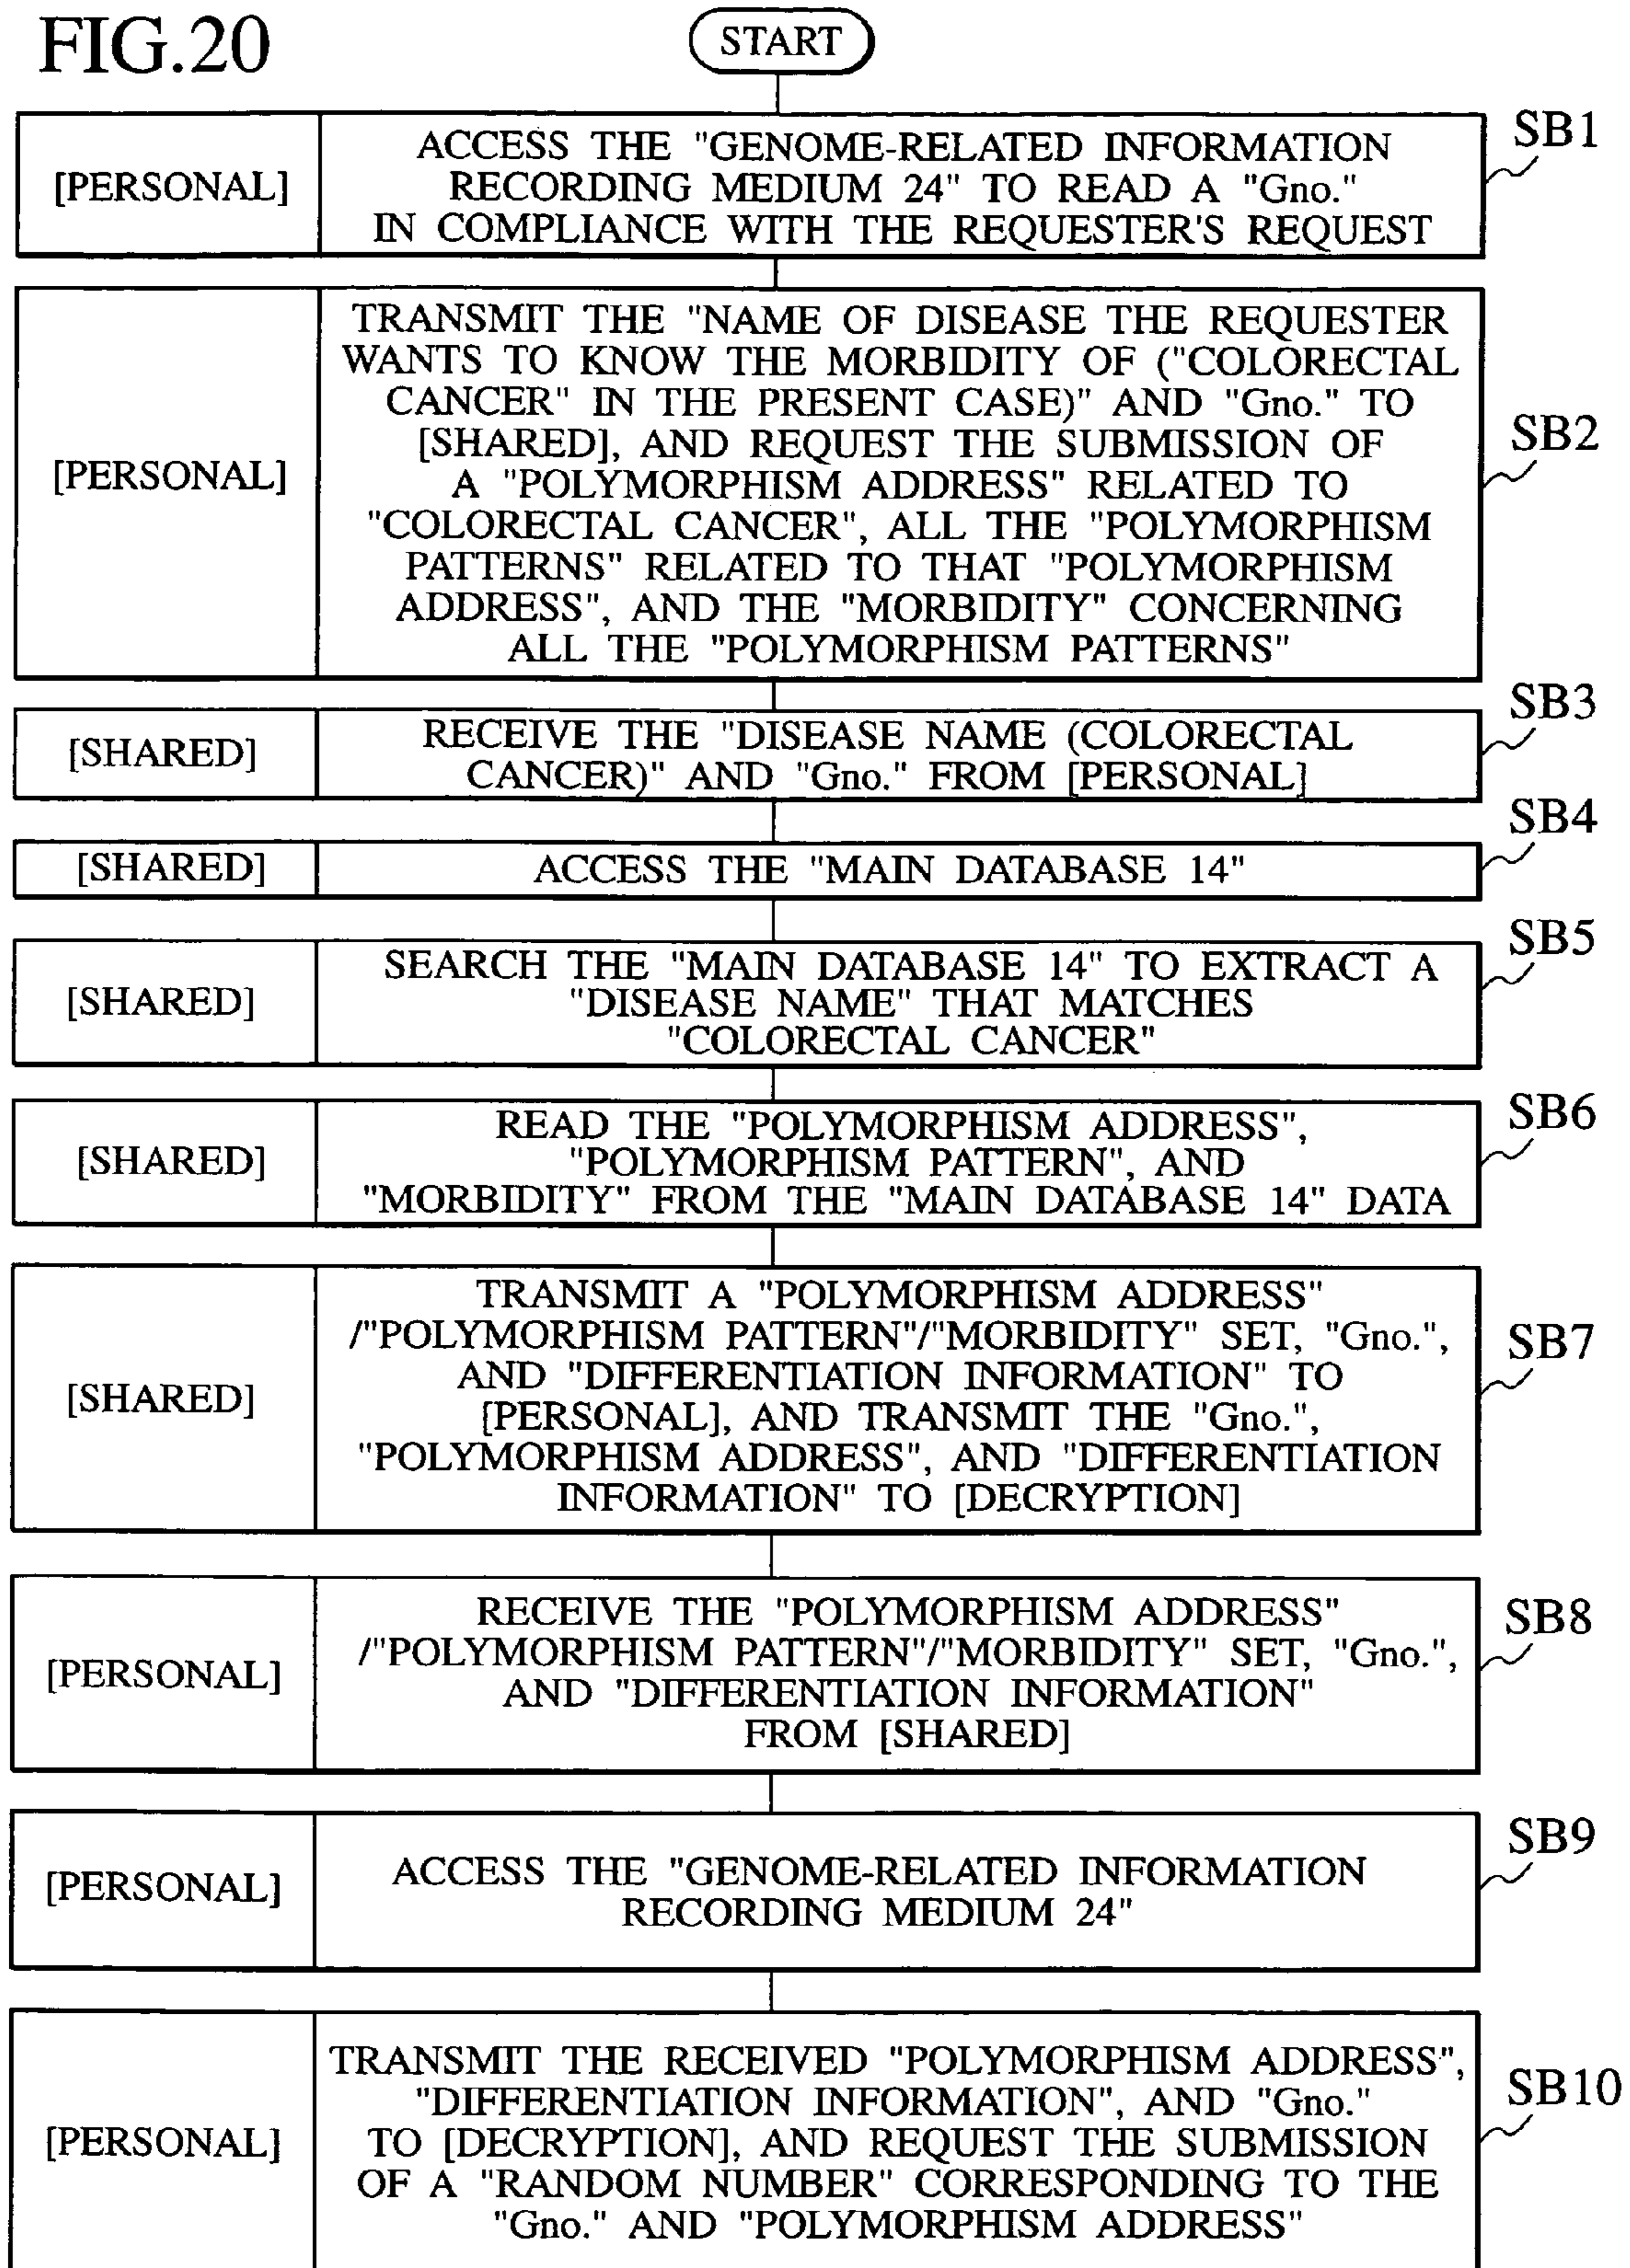 FIG.20
START
SB1
[PERSONAL]
ACCESS THE "GENOME-RELATED INFORMATION
RECORDING MEDIUM 24" TO READ A "Gno."
IN COMPLIANCE WITH THE REQUESTER'S REQUEST
SB2
[PERSONAL]
TRANSMIT THE "NAME OF DISEASE THE REQUESTER
WANTS TO KNOW THE MORBIDITY OF ("COLORECTAL
CANCER" IN THE PRESENT CASE)" AND "Gno." TO
[SHARED], AND REQUEST THE SUBMISSION OF
A "POLYMORPHISM ADDRESS" RELATED TO
"COLORECTAL CANCER", ALL THE "POLYMORPHISM
PATTERNS" RELATED TO THAT "POLYMORPHISM
ADDRESS", AND THE "MORBIDITY" CONCERNING
ALL THE "POLYMORPHISM PATTERNS"
SB3
[SHARED]
RECEIVE THE "DISEASE NAME (COLORECTAL
CANCER)" AND "Gno." FROM [PERSONAL]
SB4
[SHARED]
ACCESS THE "MAIN DATABASE 14"
SB5
[SHARED]
SEARCH THE "MAIN DATABASE 14" TO EXTRACT A
"DISEASE NAME" THAT MATCHES
"COLORECTAL CANCER"
SB6
[SHARED]
READ THE "POLYMORPHISM ADDRESS",
"POLYMORPHISM PATTERN", AND
"MORBIDITY" FROM THE "MAIN DATABASE 14" DATA
SB7
[SHARED]
TRANSMIT A "POLYMORPHISM ADDRESS"
/"POLYMORPHISM PATTERN"/"MORBIDITY" SET, "Gno.",
AND "DIFFERENTIATION INFORMATION" TO
[PERSONAL], AND TRANSMIT THE "Gno.",
"POLYMORPHISM ADDRESS", AND "DIFFERENTIATION
INFORMATION" TO [DECRYPTION]
SB8
[PERSONAL]
RECEIVE THE "POLYMORPHISM ADDRESS"
/"POLYMORPHISM PATTERN"/"MORBIDITY" SET, "Gno.",
AND "DIFFERENTIATION INFORMATION"
FROM [SHARED]
SB9
[PERSONAL]
ACCESS THE "GENOME-RELATED INFORMATION
RECORDING MEDIUM 24"
SB10
[PERSONAL]
TRANSMIT THE RECEIVED "POLYMORPHISM ADDRESS",
"DIFFERENTIATION INFORMATION", AND "Gno."
TO [DECRYPTION], AND REQUEST THE SUBMISSION
OF A "RANDOM NUMBER" CORRESPONDING TO THE
"Gno." AND "POLYMORPHISM ADDRESS"